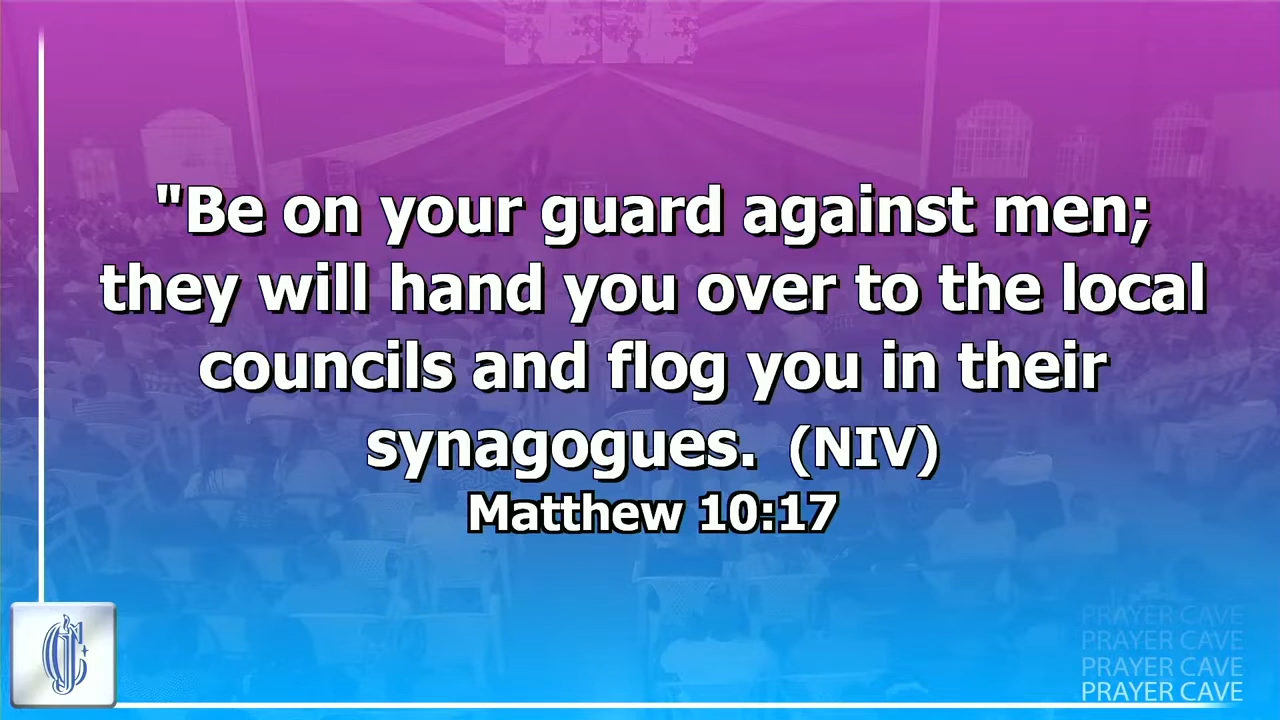 "Be on your guard against men;
they will hand you over to the local
councils and flog you in their
synagogues. (NIV)
Matthew 10:17
PRAYER CAVE
PRAYER CAVE
PRAYER CAVE
PRAYER CAVE